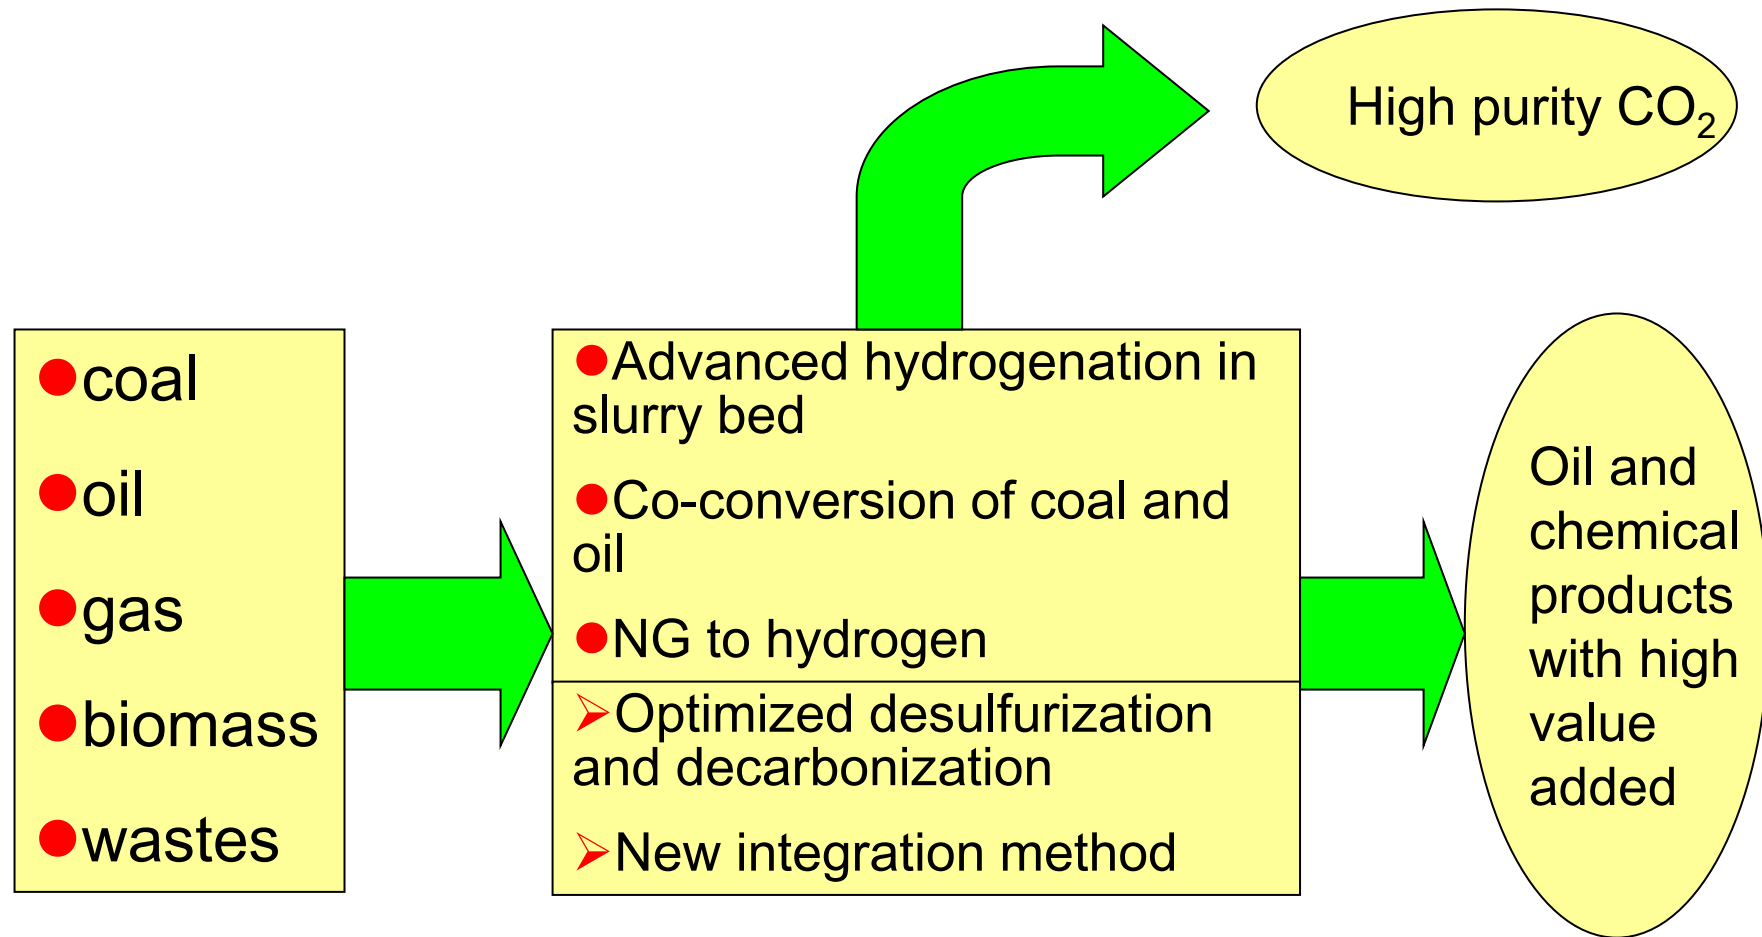 High purity CO₂
coal
oil
gas
biomass
wastes
Advanced hydrogenation in
slurry bed
Co-conversion of coal and
oil
NG to hydrogen
Optimized desulfurization
and decarbonization
New integration method
Oil and
chemical
products
with high
value
added